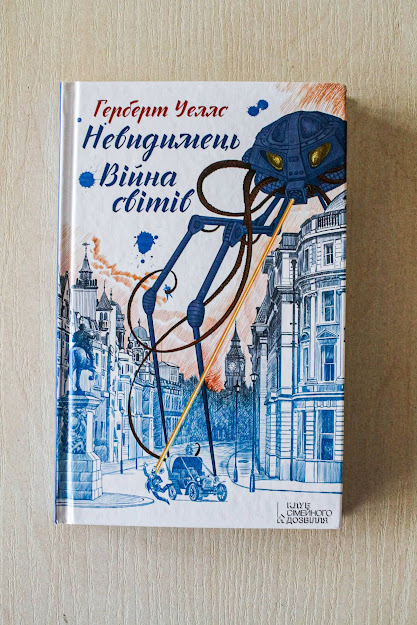 Герберт Уеллс
Невидимець
Війна
світів
КЛУБ
СІМЕЙНОГО
ДОЗВІЛЛЯ